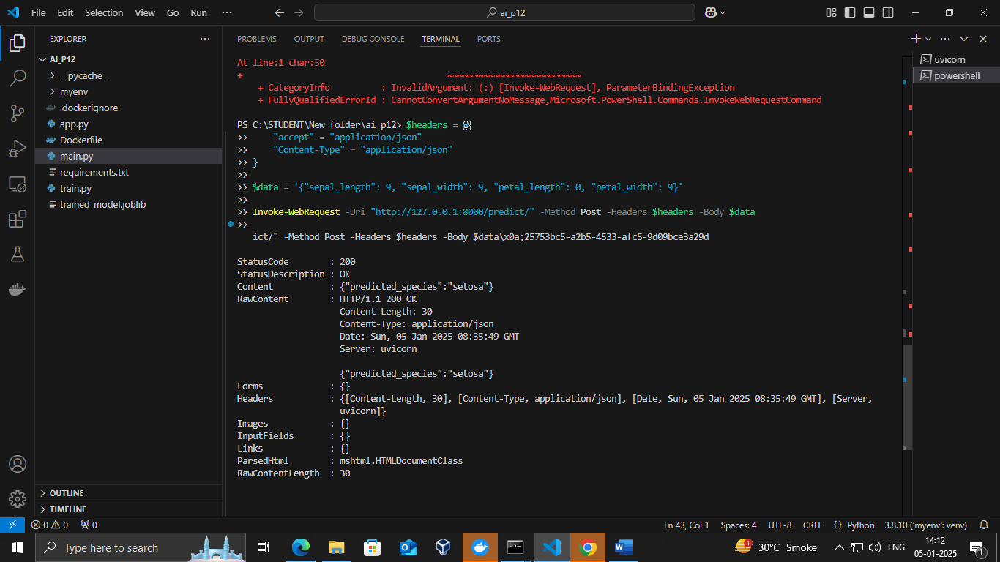 File Edit Selection View Go Run ··· ai_p12
EXPLORER ···
AI_P12
__pycache__
myenv
.dockerignore
app.py
Dockerfile
main.py
requirements.txt
train.py
trained_model.joblib
OUTLINE
TIMELINE
PROBLEMS OUTPUT DEBUG CONSOLE TERMINAL PORTS
uvicorn
powershell
At line:1 char:50
+ ~~~~~~~~~~~~~~~~~~~~~~~~~~
+ CategoryInfo : InvalidArgument: (:) [Invoke-WebRequest], ParameterBindingException
+ FullyQualifiedErrorId : CannotConvertArgumentNoMessage,Microsoft.PowerShell.Commands.InvokeWebRequestCommand
PS C:\STUDENT\New folder\ai_p12> $headers = @{
>> "accept" = "application/json"
>> "Content-Type" = "application/json"
>> }
>>
>> $data = '{"sepal_length": 9, "sepal_width": 9, "petal_length": 0, "petal_width": 9}'
>>
>> Invoke-WebRequest -Uri "http://127.0.0.1:8000/predict/" -Method Post -Headers $headers -Body $data
>>
ict/" -Method Post -Headers $headers -Body $data\x0a;25753bc5-a2b5-4533-afc5-9d09bce3a29d
StatusCode : 200
StatusDescription : OK
Content : {"predicted_species":"setosa"}
RawContent : HTTP/1.1 200 OK
Content-Length: 30
Content-Type: application/json
Date: Sun, 05 Jan 2025 08:35:49 GMT
Server: uvicorn
{"predicted_species":"setosa"}
Forms : {}
Headers : {[Content-Length, 30], [Content-Type, application/json], [Date, Sun, 05 Jan 2025 08:35:49 GMT], [Server,
uvicorn]}
Images : {}
InputFields : {}
Links : {}
ParsedHtml : mshtml.HTMLDocumentClass
RawContentLength : 30
0 0 0 Ln 43, Col 1 Spaces: 4 UTF-8 CRLF {} Python 3.8.10 ('myenv': venv)
Type here to search 30°C Smoke ENG 14:12
05-01-2025 1